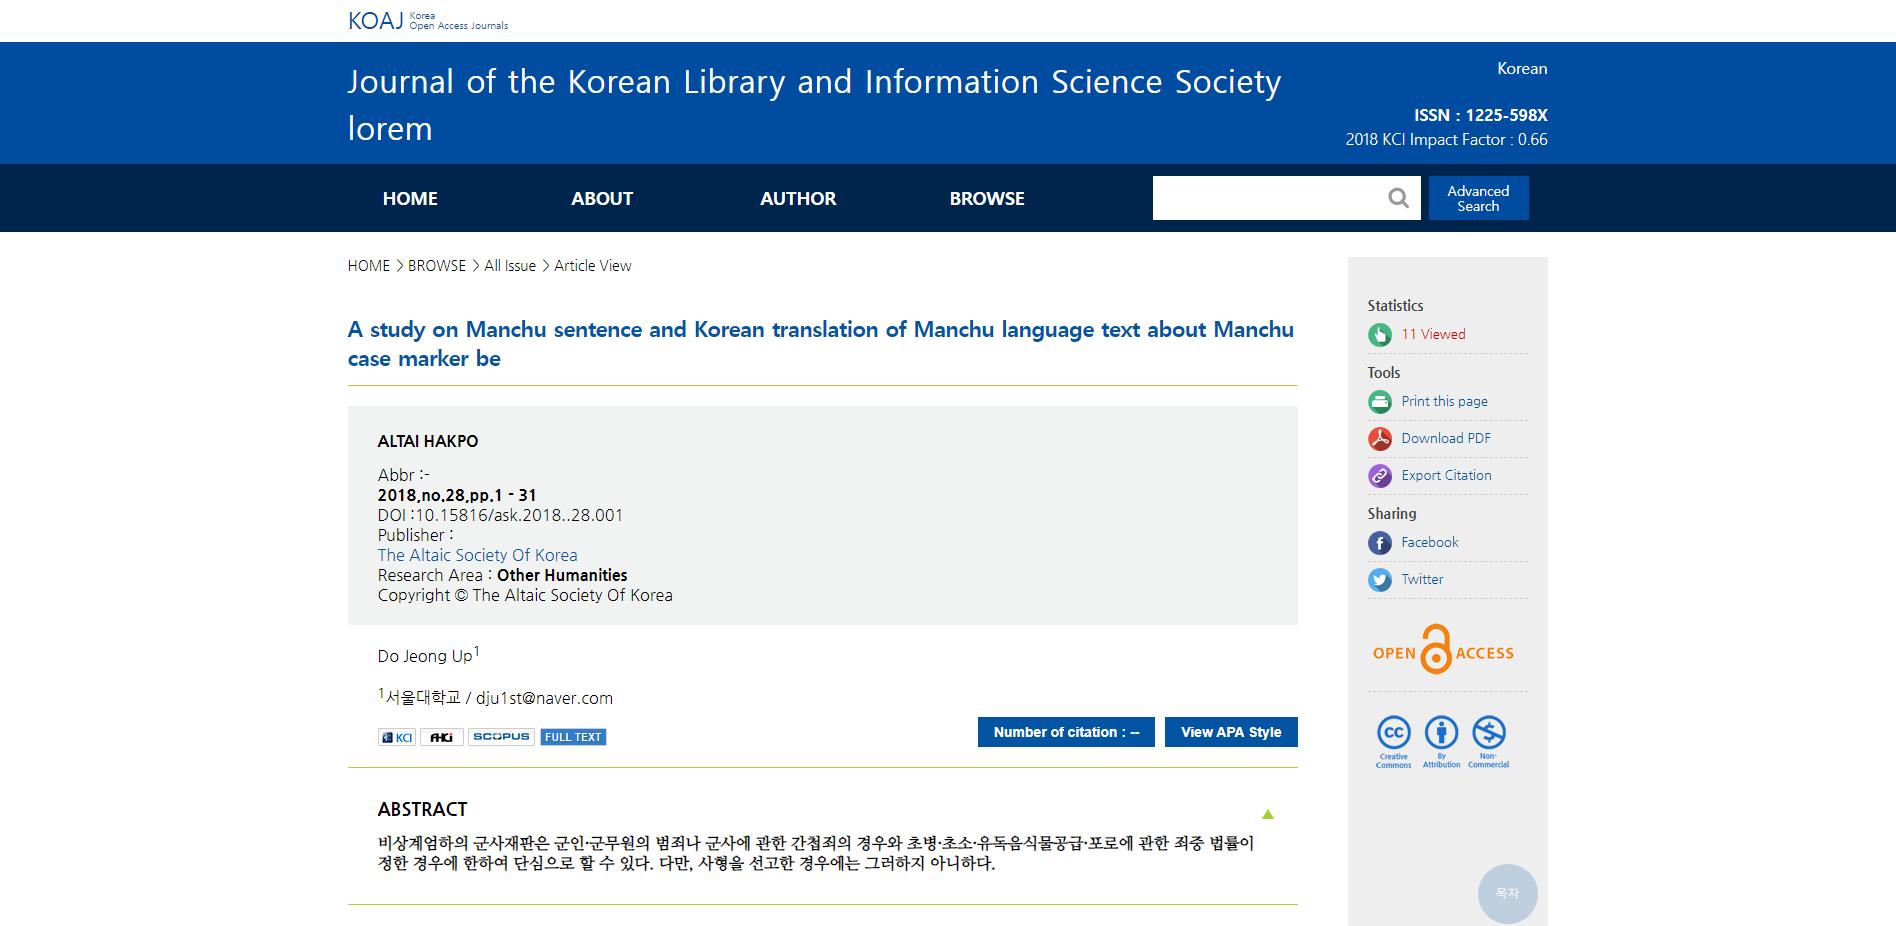 KOAJ Korea
Open Access Journals
Journal of the Korean Library and Information Science Society
lorem
Korean
ISSN : 1225-598X
2018 KCI Impact Factor : 0.66
HOME
ABOUT
AUTHOR
BROWSE
Advanced
Search
HOME > BROWSE > All Issue > Article View
A study on Manchu sentence and Korean translation of Manchu language text about Manchu
case marker be
ALTAI HAKPO
Abbr :-
2018,no.28,pp.1 - 31
DOI :10.15816/ask.2018..28.001
Publisher :
The Altaic Society Of Korea
Research Area : Other Humanities
Copyright © The Altaic Society Of Korea
Do Jeong Up1
1서울대학교 / dju1st@naver.com
KCI
AHCi
SCOPUS
FULL TEXT
Number of citation : --
View APA Style
ABSTRACT
비상계엄하의 군사재판은 군인·군무원의 범죄나 군사에 관한 간첩죄의 경우와 초병·초소·유독음식물공급·포로에 관한 죄중 법률이
정한 경우에 한하여 단심으로 할 수 있다. 다만, 사형을 선고한 경우에는 그러하지 아니하다.
Statistics
11 Viewed
Tools
Print this page
Download PDF
Export Citation
Sharing
Facebook
Twitter
OPEN ACCESS
CC
Creative
Commons
By
Attribution
Non-
Commercial
목차